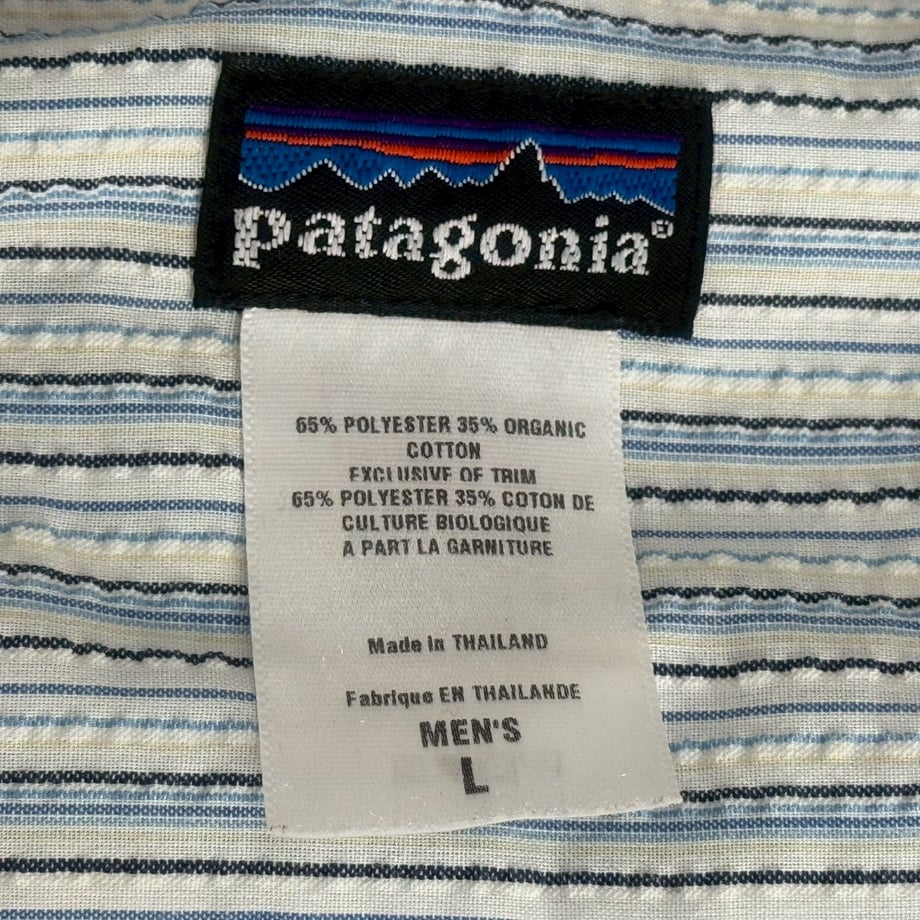 patagonia®
65% POLYESTER 35% ORGANIC
COTTON
EXCLUSIVE OF TRIM
65% POLYESTER 35% COTON DE
CULTURE BIOLOGIQUE
A PART LA GARNITURE
Made in THAILAND
Fabrique EN THAILANDE
MEN'S
L